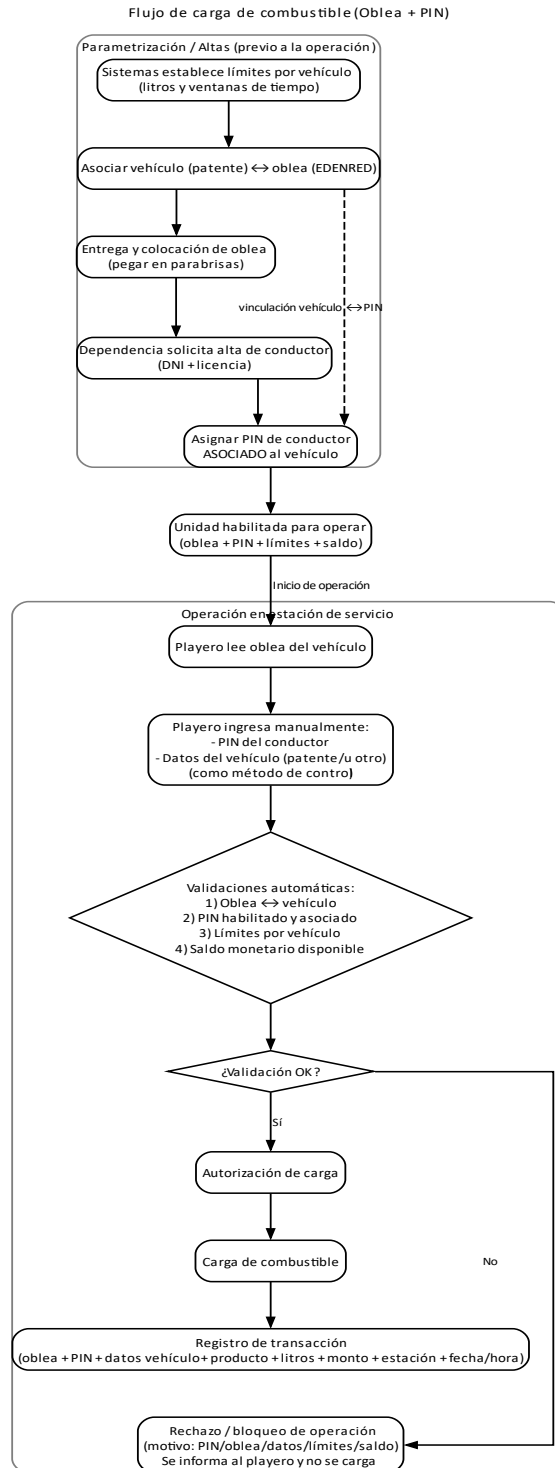 Flujo de carga de combustible (Oblea + PIN)
Parametrización / Altas (previo a la operación)
Sistemas establece límites por vehículo
(litros y ventanas de tiempo)
Asociar vehículo (patente) ↔ oblea (EDENRED)
Entrega y colocación de oblea
(pegar en parabrisas)
vinculación vehículo ↔ PIN
Dependencia solicita alta de conductor
(DNI + licencia)
Asignar PIN de conductor
ASOCIADO al vehículo
Unidad habilitada para operar
(oblea + PIN + límites + saldo)
Inicio de operación
Operación en estación de servicio
Playero lee oblea del vehículo
Playero ingresa manualmente:
- PIN del conductor
- Datos del vehículo (patente/u otro)
(como método de contro)
Validaciones automáticas:
1) Oblea ↔ vehículo
2) PIN habilitado y asociado
3) Límites por vehículo
4) Saldo monetario disponible
¿Validación OK?
Sí
Autorización de carga
Carga de combustible
No
Registro de transacción
(oblea + PIN + datos vehículo + producto + litros + monto + estación + fecha/hora)
Rechazo / bloqueo de operación
(motivo: PIN/oblea/datos/límites/saldo)
Se informa al playero y no se carga